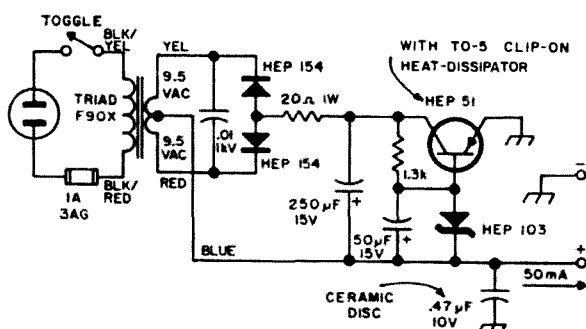 TOGGLE
BLK/
YEL
YEL
HEP 154
WITH TO-5 CLIP-ON
HEAT-DISSIPATOR
HEP 51
TRIAD
F90X
9.5
VAC
9.5
VAC
.01
1kV
20Ω 1W
HEP 154
RED
BLK/
RED
1A
3AG
1.3k
250µF
15V
+
50µF
15V
+
HEP 103
BLUE
−
+
50mA
CERAMIC
DISC
.47µF
10V